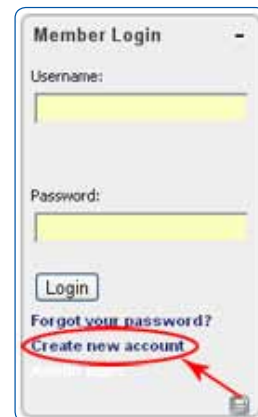 Member Login -
Username:
Password:
Login
Forgot your password?
Create new account